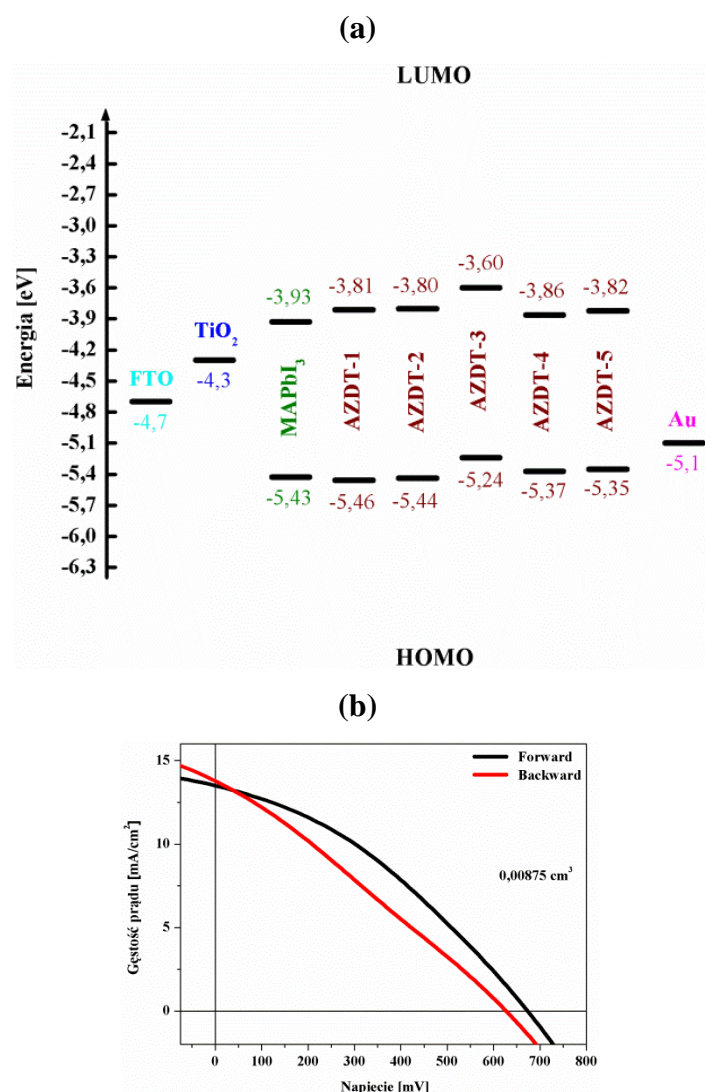 (a)
LUMO
Energia [eV]
-2,1
-2,4
-2,7
-3,0
-3,3
-3,6
-3,9
-4,2
-4,5
-4,8
-5,1
-5,4
-5,7
-6,0
-6,3
FTO
-4,7
TiO₂
-4,3
-3,93
MAPbI₃
-5,43
-3,81
AZDT-1
-5,46
-3,80
AZDT-2
-5,44
-3,60
AZDT-3
-5,24
-3,86
AZDT-4
-5,37
-3,82
AZDT-5
-5,35
Au
-5,1
HOMO
(b)
Gęstość prądu [mA/cm²]
15
10
5
0
Forward
Backward
0,00875 cm³
0 100 200 300 400 500 600 700 800
Napięcie [mV]